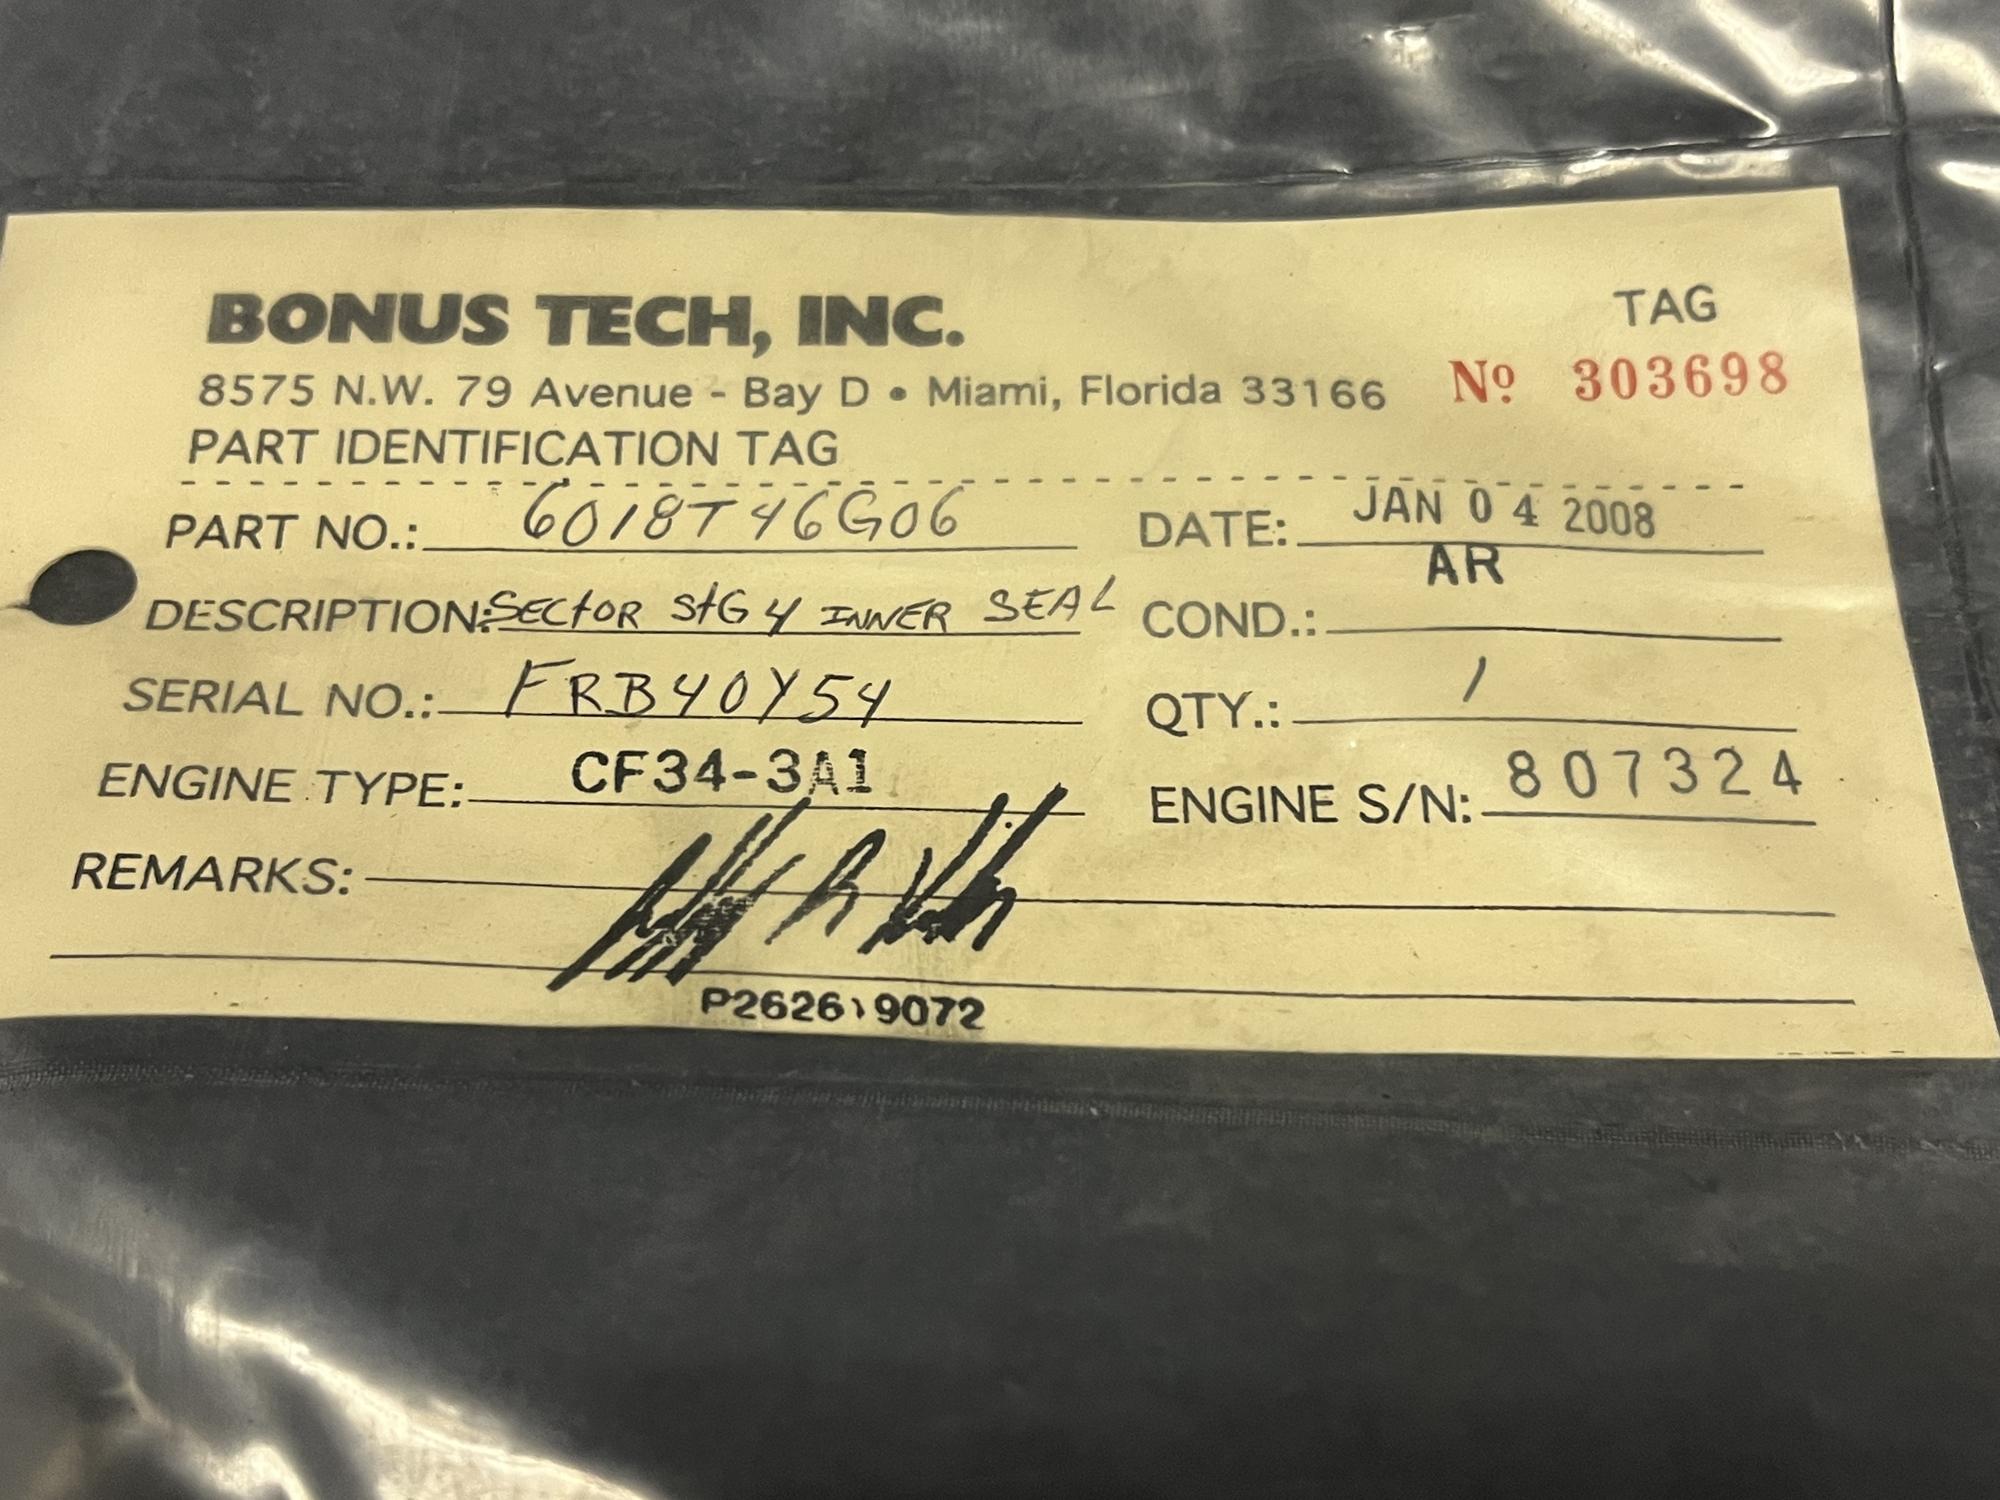 BONUS TECH, INC.
TAG
8575 N.W. 79 Avenue - Bay D • Miami, Florida 33166
Nº 303698
PART IDENTIFICATION TAG
PART NO.: 6018T46G06 DATE: JAN 04 2008
DESCRIPTION: SECTOR STG 4 INNER SEAL COND.: AR
SERIAL NO.: FRB40Y54 QTY.: 1
ENGINE TYPE: CF34-3A1 ENGINE S/N: 807324
REMARKS:
P262619072